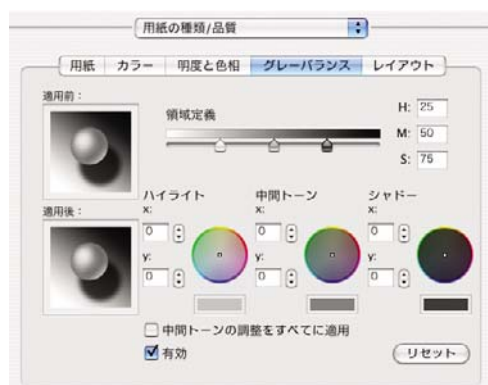 用紙の種類/品質
用紙 カラー 明度と色相 グレーバランス レイアウト
適用前：
領域定義
H: 25
M: 50
S: 75
適用後：
ハイライト 中間トーン シャドー
x: x: x:
0 0 0
y: y: y:
0 0 0
中間トーンの調整をすべてに適用
有効
リセット